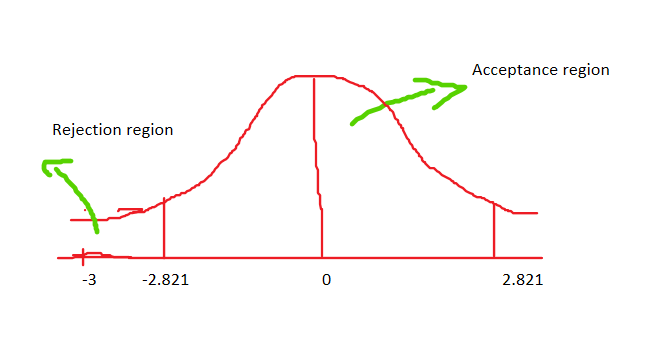 Acceptance region
Rejection region
-3
-2.821
0
2.821